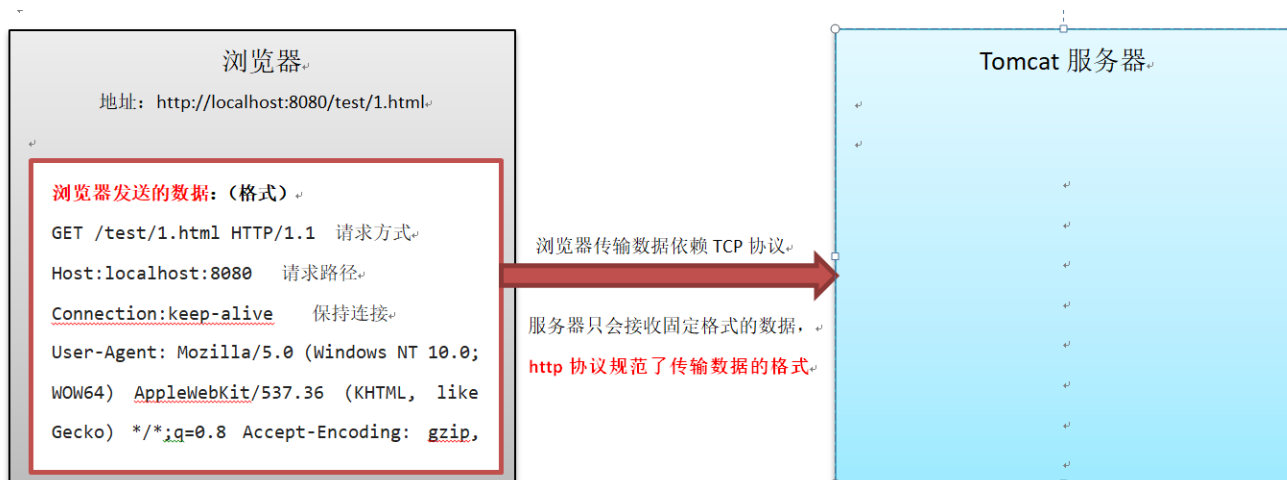 浏览器
地址：http://localhost:8080/test/1.html
浏览器发送的数据：（格式）
GET /test/1.html HTTP/1.1 请求方式
Host:localhost:8080 请求路径
Connection:keep-alive 保持连接
User-Agent: Mozilla/5.0 (Windows NT 10.0;
WOW64) AppleWebKit/537.36 (KHTML, like
Gecko) */*;q=0.8 Accept-Encoding: gzip,
浏览器传输数据依赖 TCP 协议
服务器只会接收固定格式的数据，
http 协议规范了传输数据的格式
Tomcat 服务器